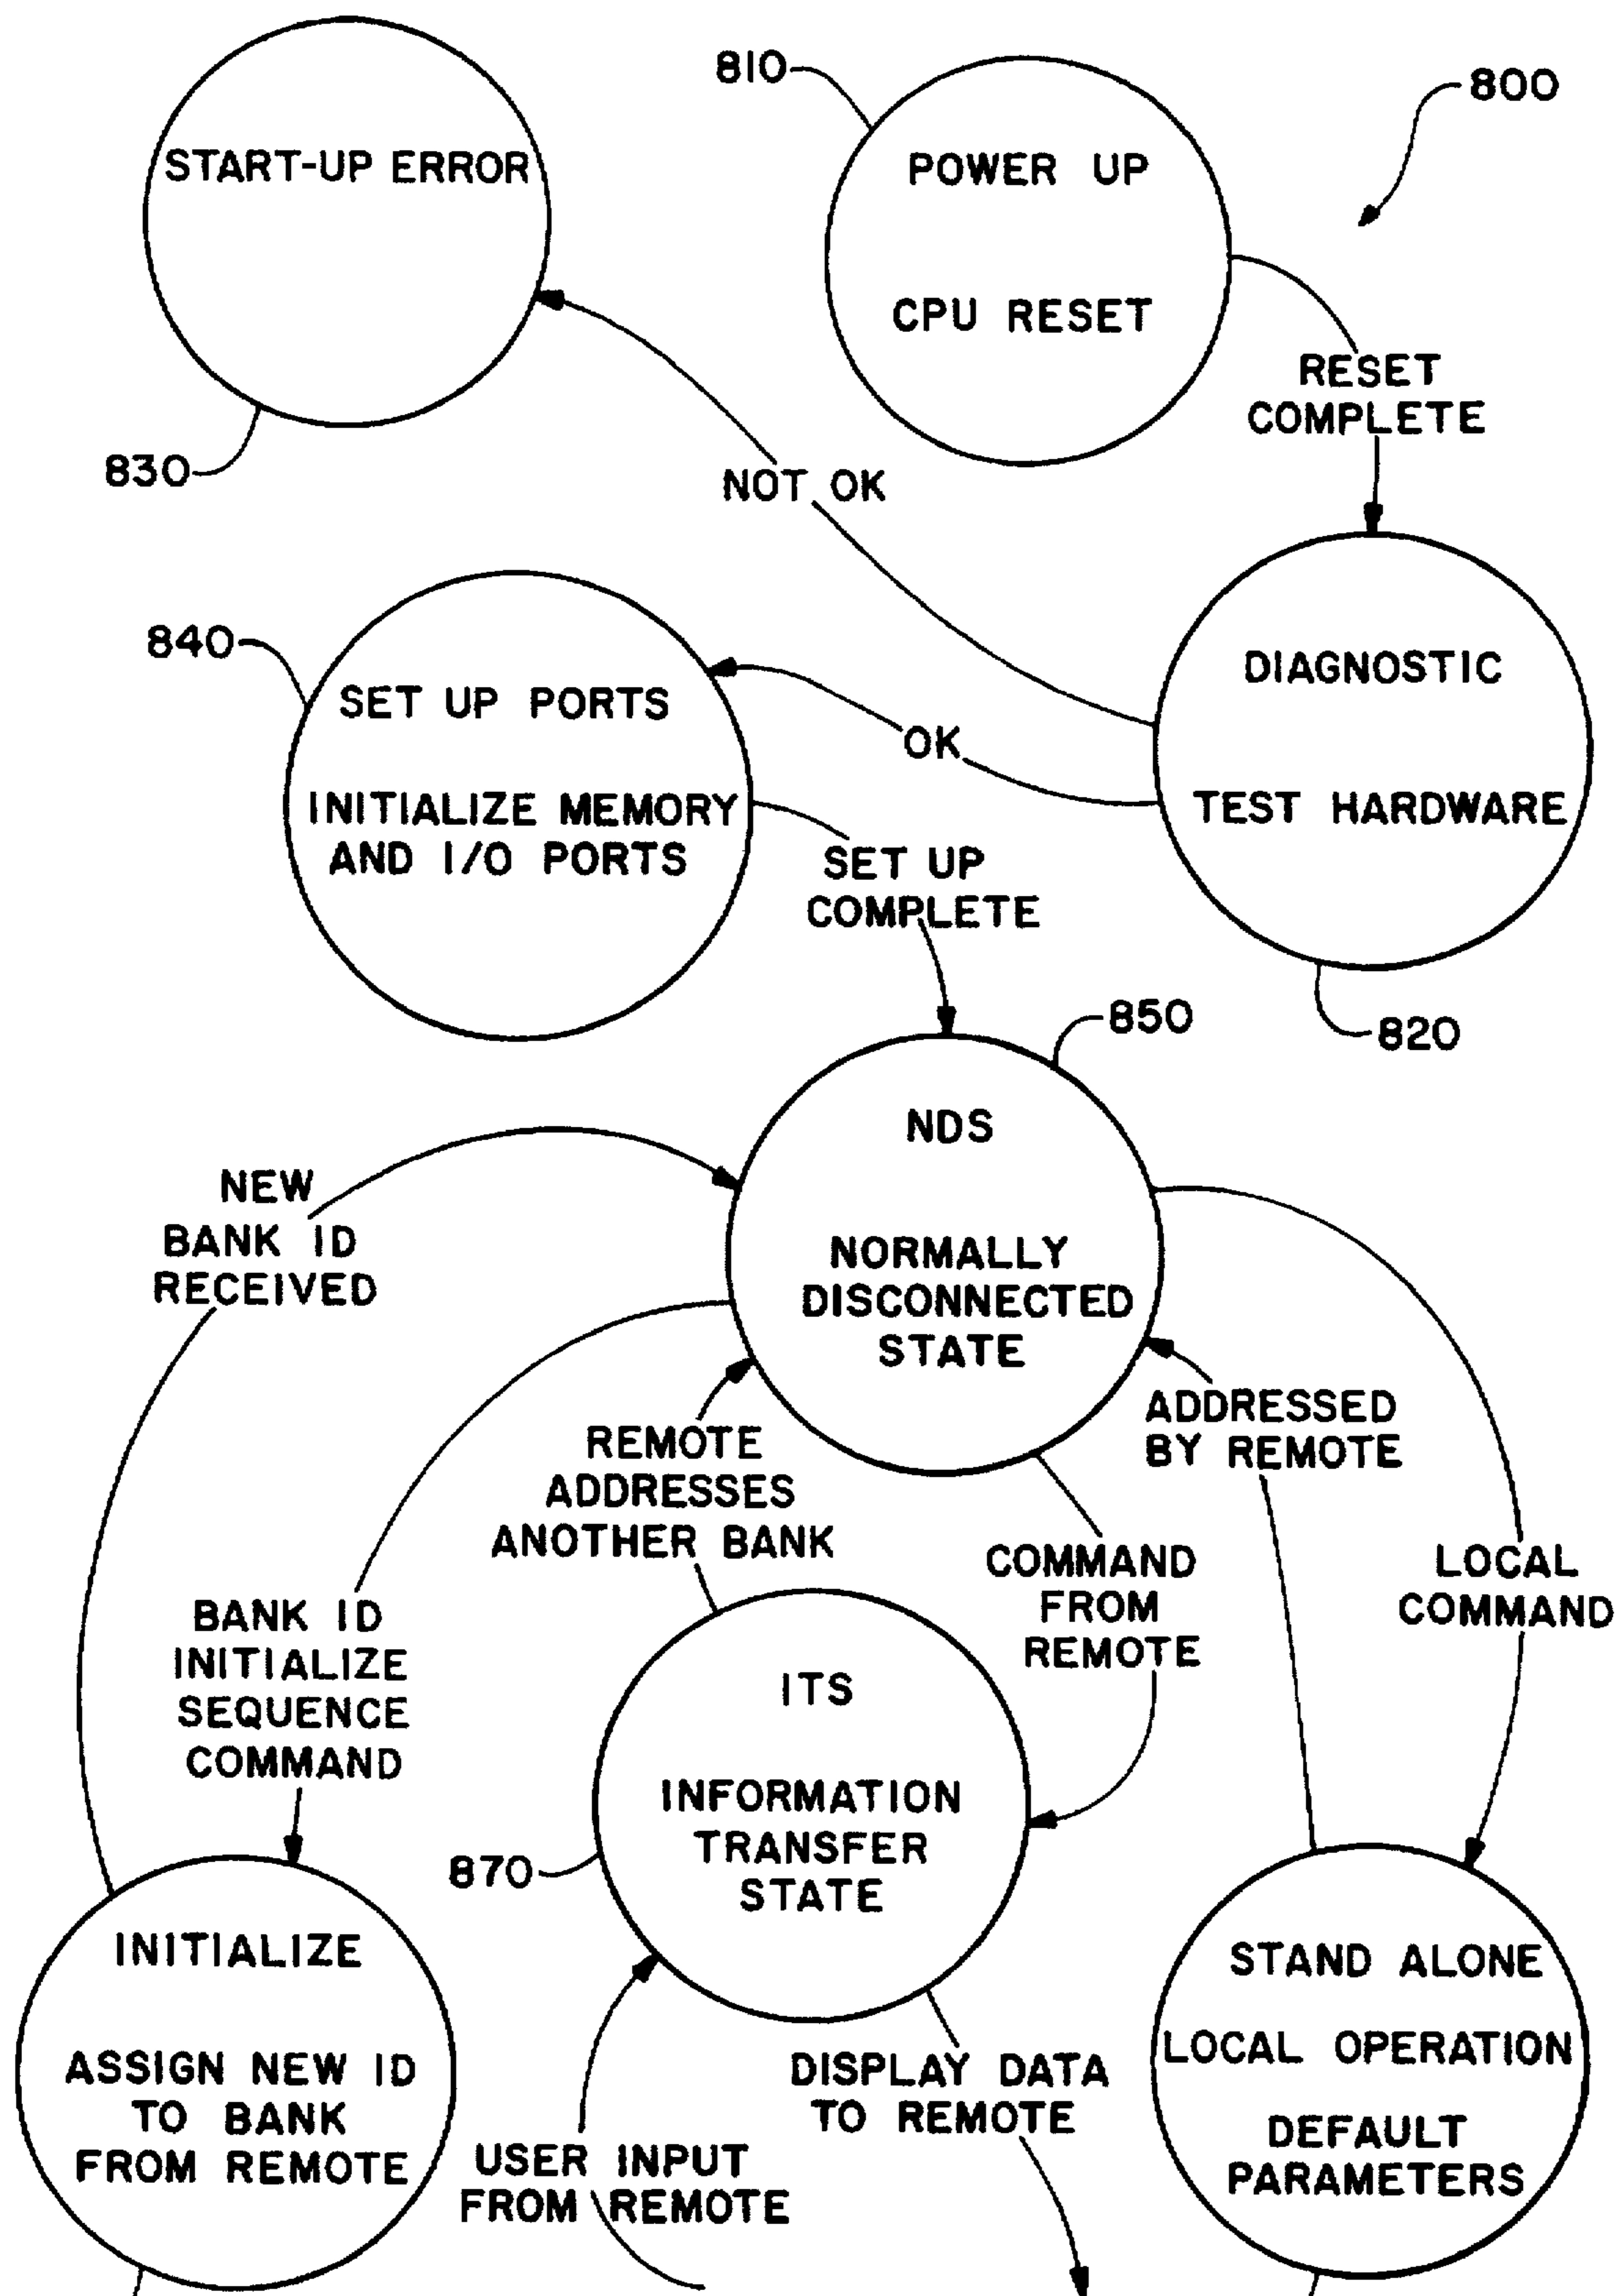 810
800
START-UP ERROR
POWER UP
CPU RESET
RESET
COMPLETE
830
NOT OK
840
SET UP PORTS
INITIALIZE MEMORY
AND I/O PORTS
DIAGNOSTIC
TEST HARDWARE
OK
SET UP
COMPLETE
820
850
NDS
NORMALLY
DISCONNECTED
STATE
NEW
BANK ID
RECEIVED
REMOTE
ADDRESSES
ANOTHER BANK
ADDRESSED
BY REMOTE
COMMAND
FROM
REMOTE
LOCAL
COMMAND
BANK ID
INITIALIZE
SEQUENCE
COMMAND
ITS
INFORMATION
TRANSFER
STATE
870
INITIALIZE
ASSIGN NEW ID
TO BANK
FROM REMOTE
STAND ALONE
LOCAL OPERATION
DEFAULT
PARAMETERS
USER INPUT
FROM REMOTE
DISPLAY DATA
TO REMOTE